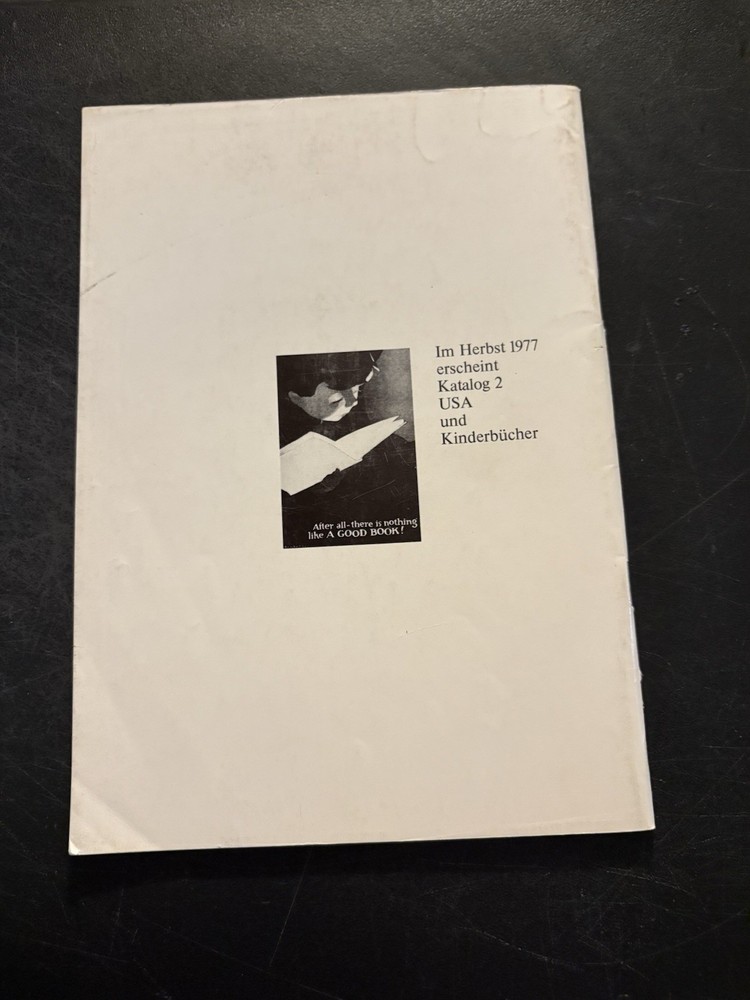 Im Herbst 1977
erscheint
Katalog 2
USA
und
Kinderbücher
After all-there is nothing
like A GOOD BOOK!